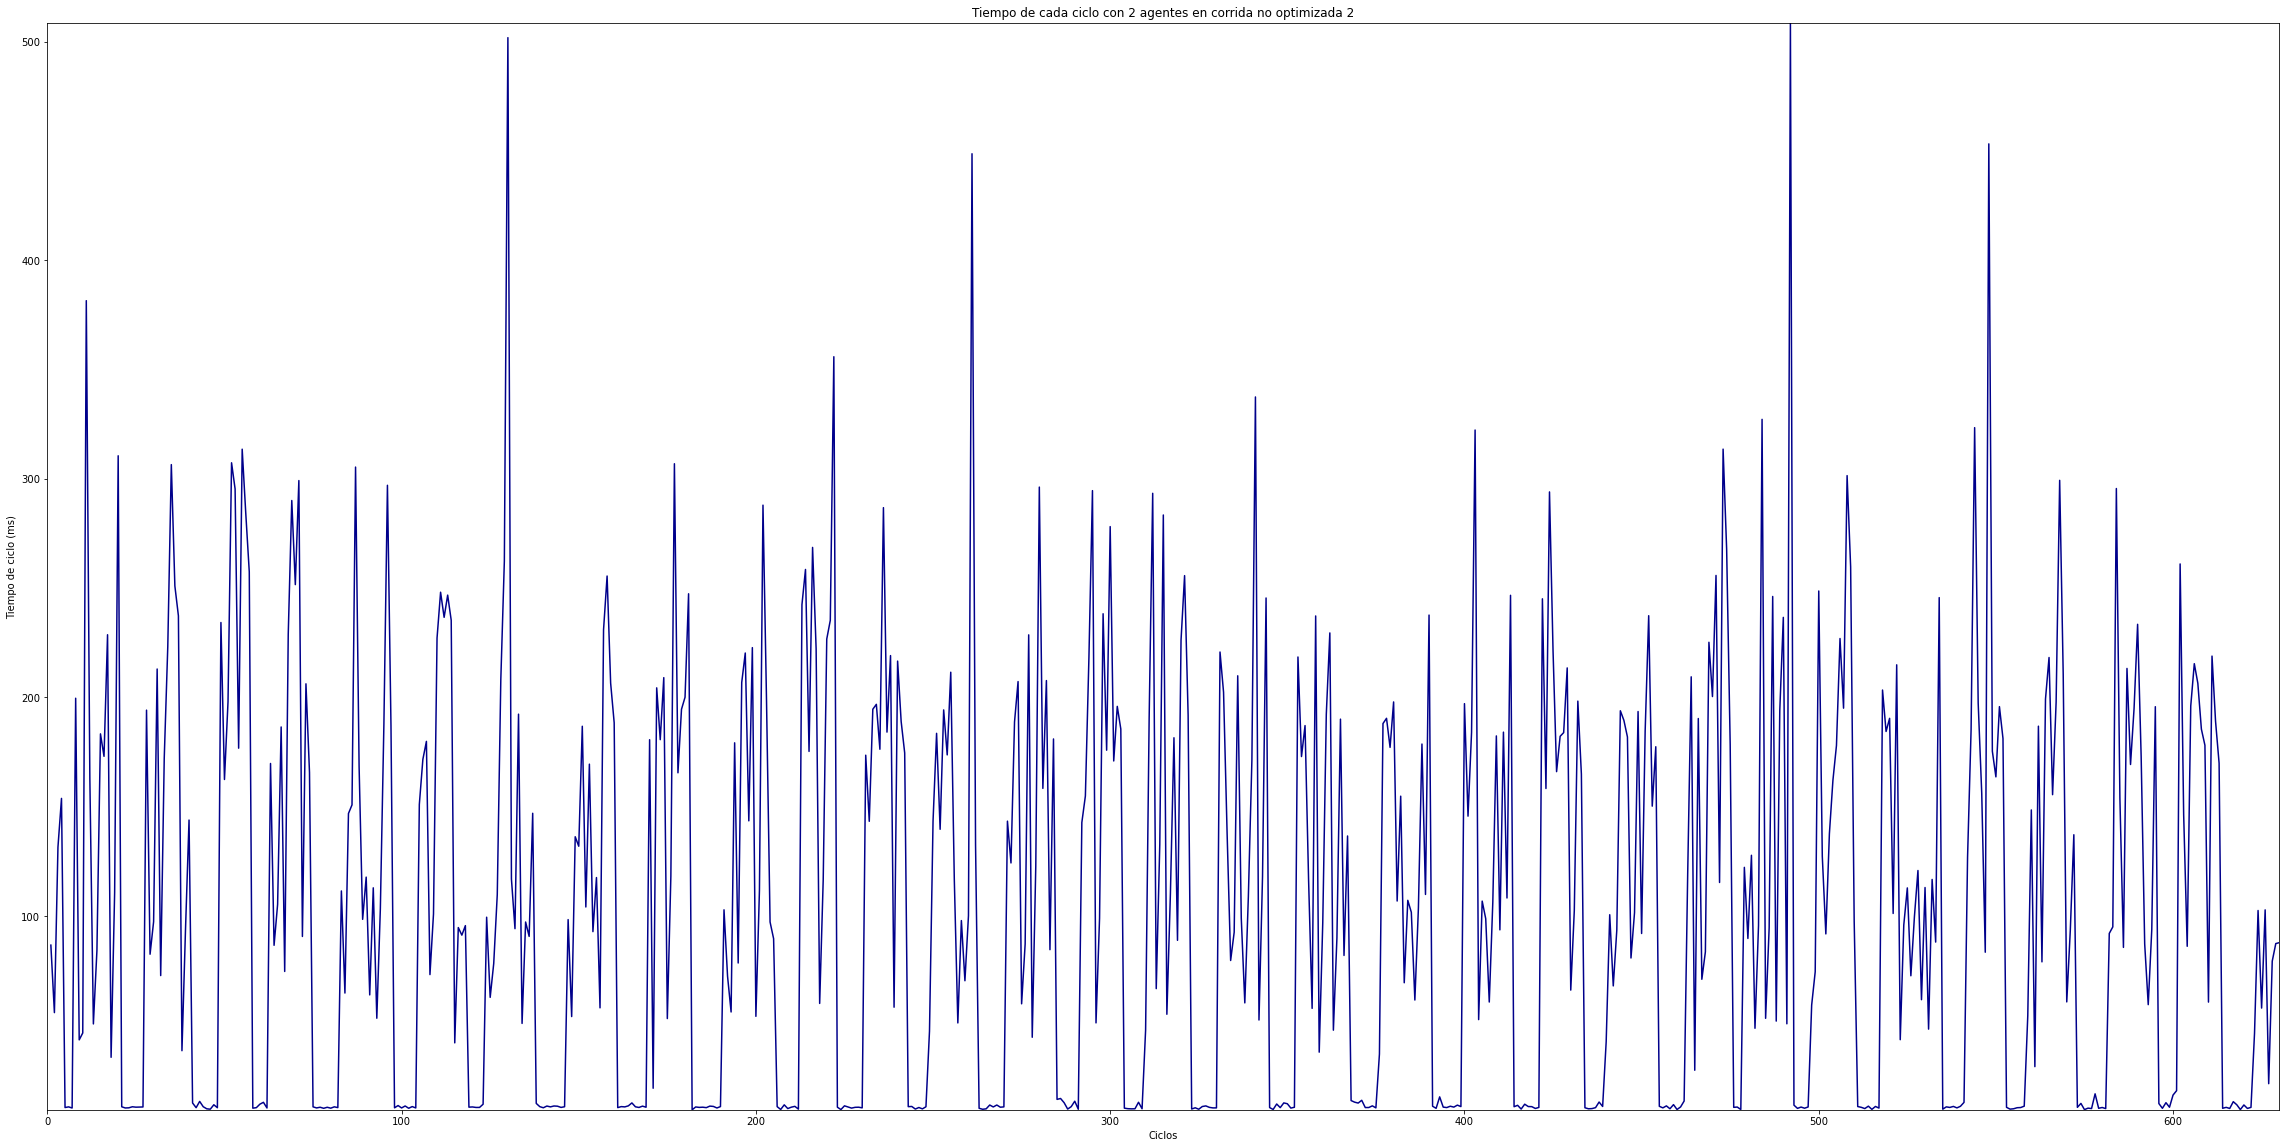 Tiempo de cada ciclo con 2 agentes en corrida no optimizada 2
500
400
300
200
100
Tiempo de ciclo (ms)
0 100 200 300 400 500 600
Ciclos